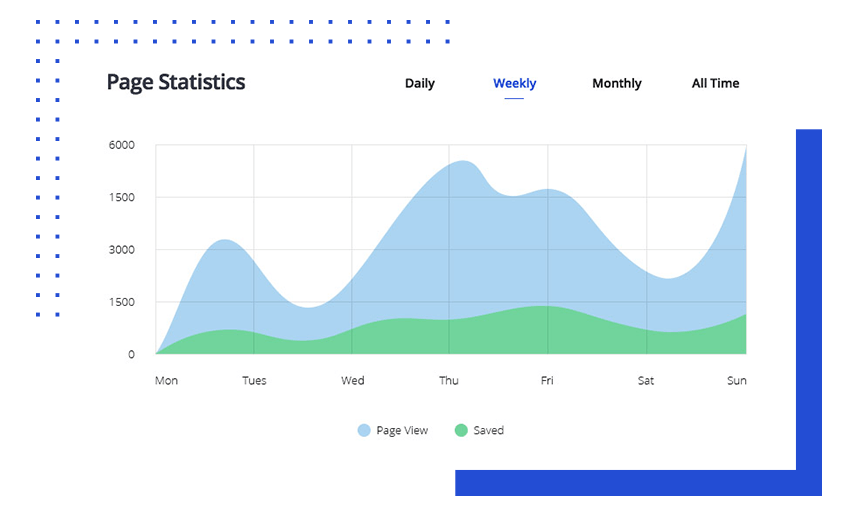 Page Statistics
Daily Weekly Monthly All Time
6000
1500
3000
1500
0
Mon Tues Wed Thu Fri Sat Sun
Page View Saved